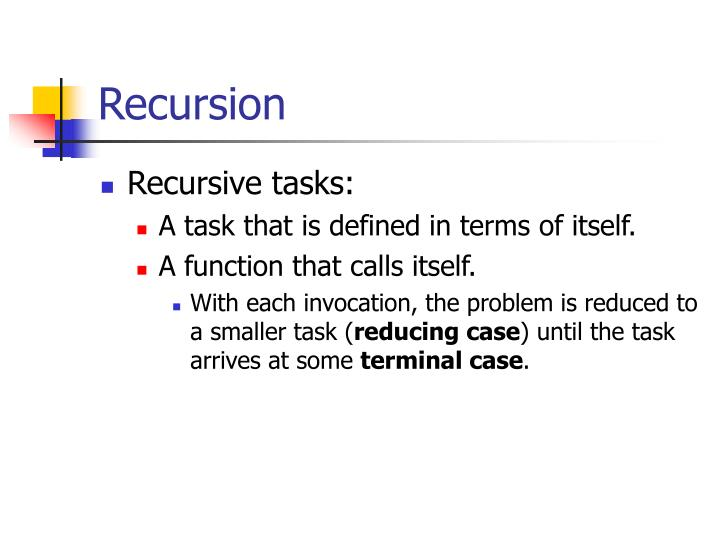 Recursion
Recursive tasks:
A task that is defined in terms of itself.
A function that calls itself.
With each invocation, the problem is reduced to
a smaller task (reducing case) until the task
arrives at some terminal case.